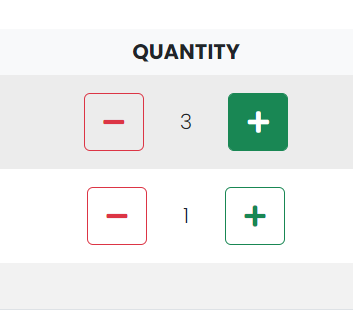 QUANTITY
− 3 +
− 1 +